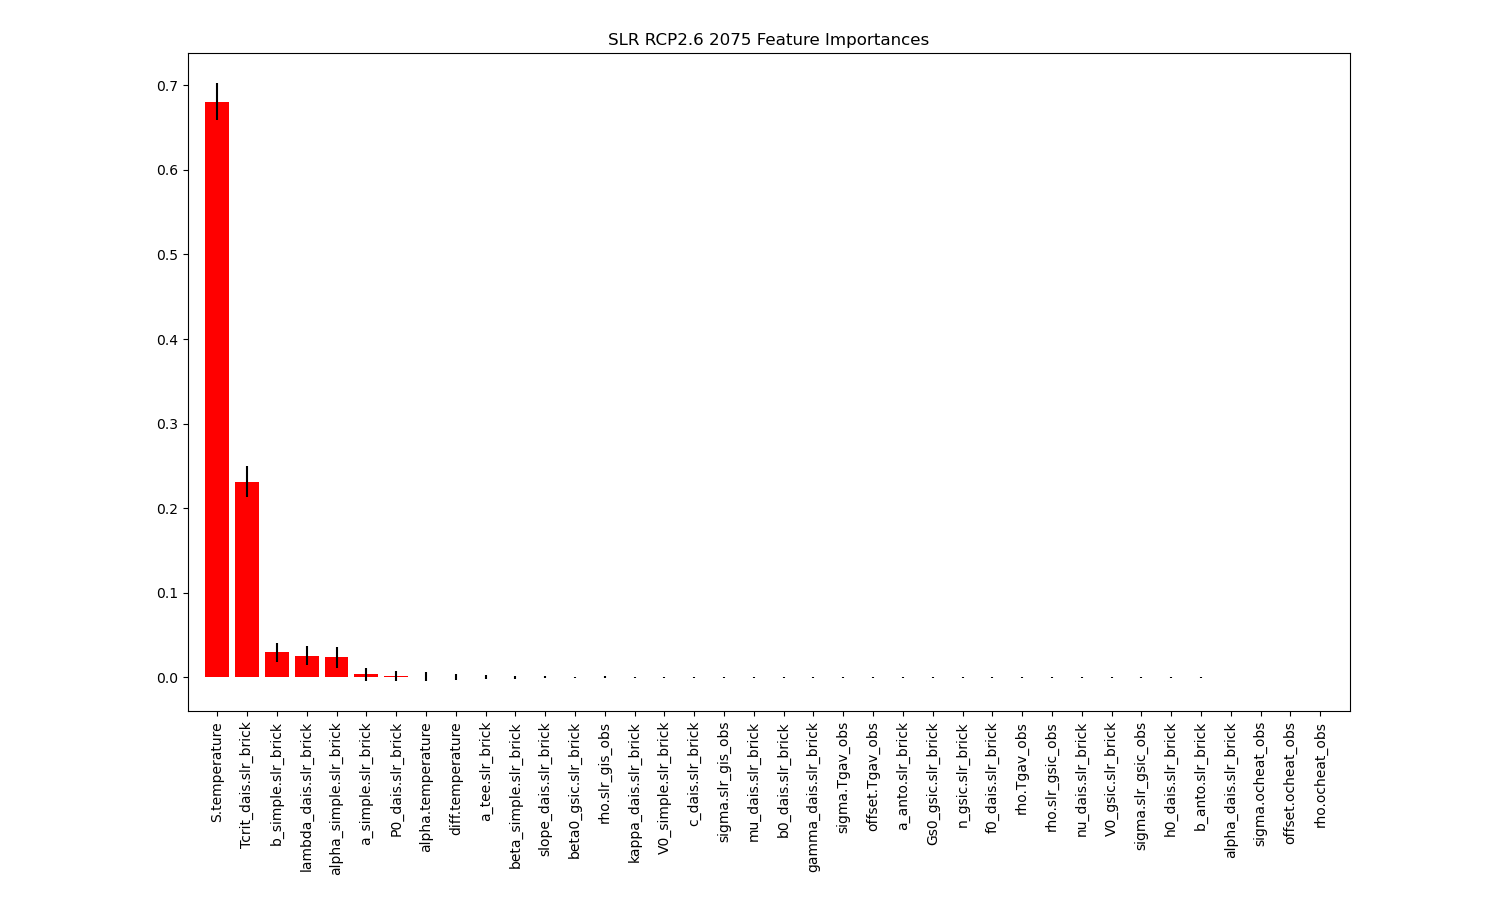 SLR RCP2.6 2075 Feature Importances
0.7
0.6
0.5
0.4
0.3
0.2
0.1
0.0
S.temperature
Tcrit_dais.slr_brick
b_simple.slr_brick
lambda_dais.slr_brick
alpha_simple.slr_brick
a_simple.slr_brick
P0_dais.slr_brick
alpha.temperature
diff.temperature
a_tee.slr_brick
beta_simple.slr_brick
slope_dais.slr_brick
beta0_gsic.slr_brick
rho.slr_gis_obs
kappa_dais.slr_brick
V0_simple.slr_brick
c_dais.slr_brick
sigma.slr_gis_obs
mu_dais.slr_brick
b0_dais.slr_brick
gamma_dais.slr_brick
sigma.Tgav_obs
offset.Tgav_obs
a_anto.slr_brick
Gs0_gsic.slr_brick
n_gsic.slr_brick
f0_dais.slr_brick
rho.Tgav_obs
rho.slr_gsic_obs
nu_dais.slr_brick
V0_gsic.slr_brick
sigma.slr_gsic_obs
h0_dais.slr_brick
b_anto.slr_brick
alpha_dais.slr_brick
sigma.ocheat_obs
offset.ocheat_obs
rho.ocheat_obs